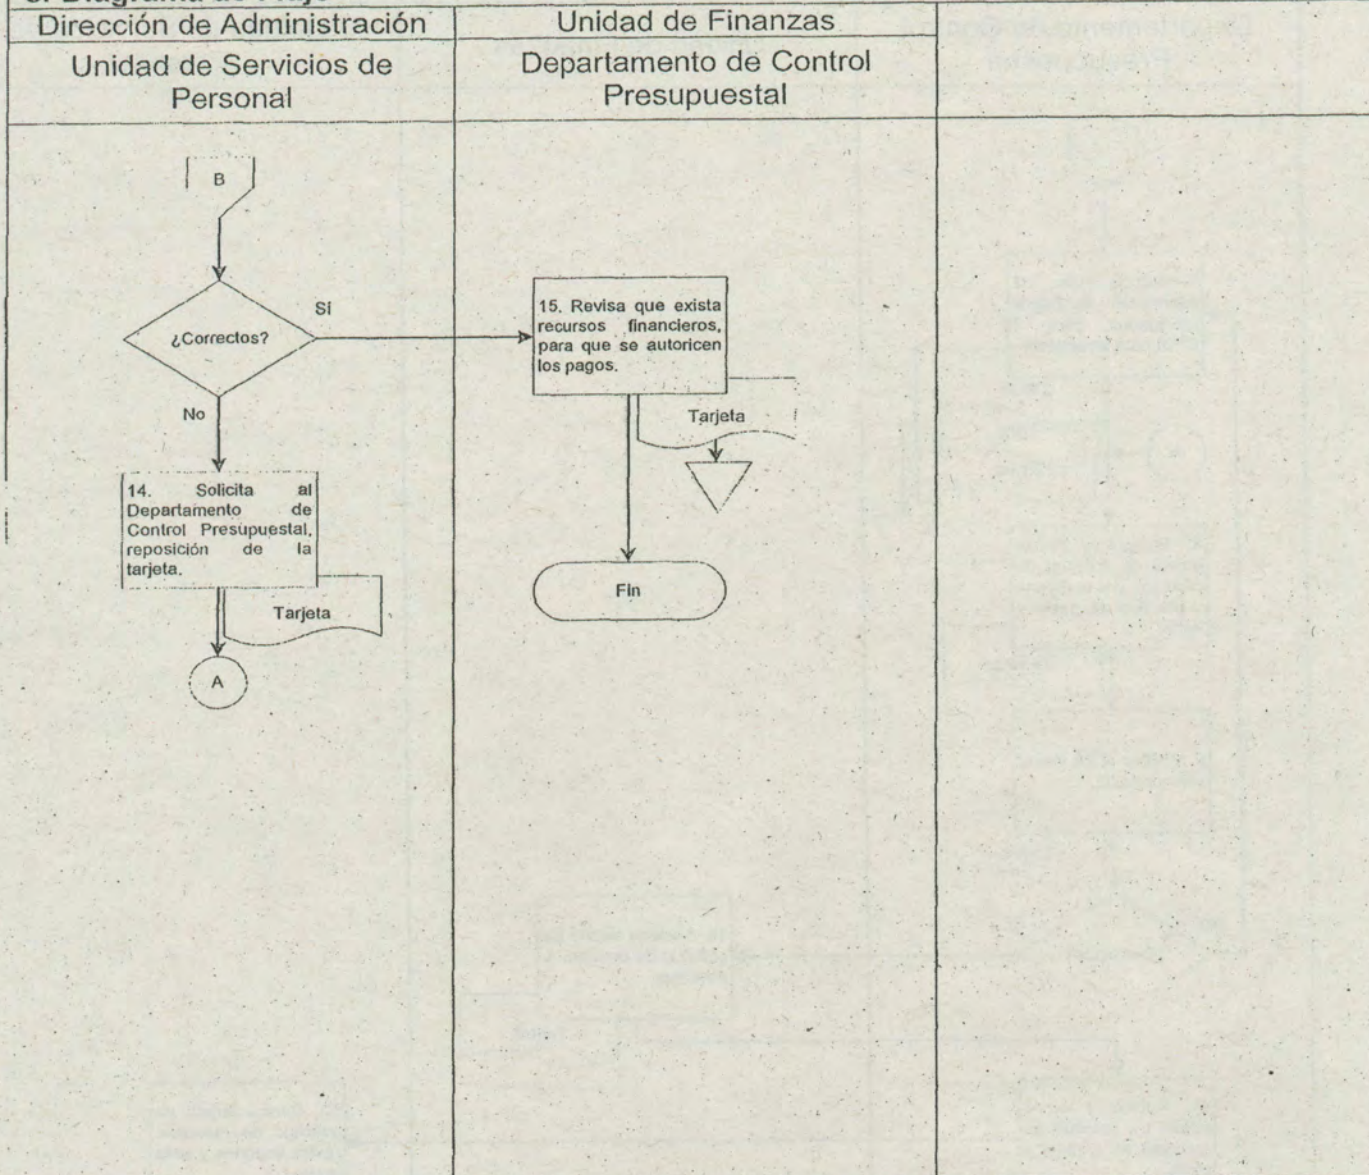 Dirección de Administración
Unidad de Finanzas
Unidad de Servicios de
Personal
Departamento de Control
Presupuestal
B
¿Correctos?
Sí
No
14. Solicita al
Departamento de
Control Presupuestal,
reposición de la
tarjeta.
Tarjeta
A
15. Revisa que exista
recursos financieros,
para que se autoricen
los pagos.
Tarjeta
Fin